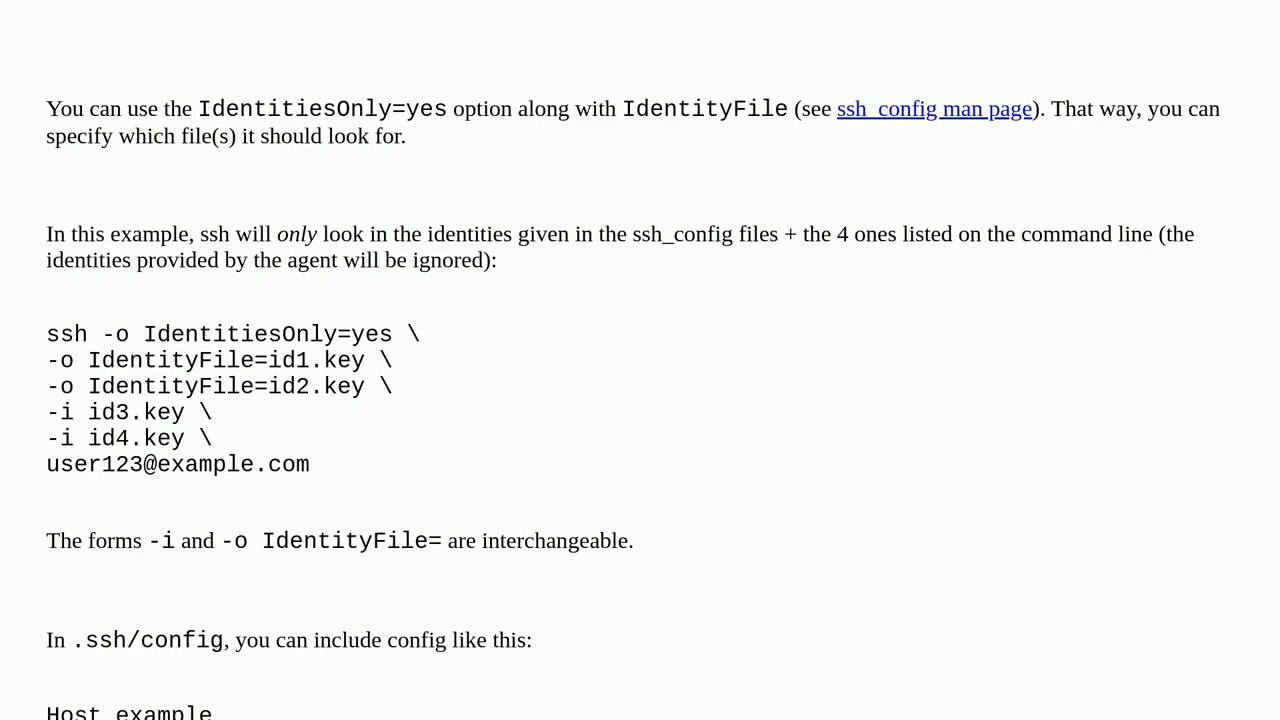 You can use the IdentitiesOnly=yes option along with IdentityFile (see ssh_config man page). That way, you can
specify which file(s) it should look for.
In this example, ssh will only look in the identities given in the ssh_config files + the 4 ones listed on the command line (the
identities provided by the agent will be ignored):
ssh -o IdentitiesOnly=yes \
-o IdentityFile=id1.key \
-o IdentityFile=id2.key \
-i id3.key \
-i id4.key \
user123@example.com
The forms -i and -o IdentityFile= are interchangeable.
In .ssh/config, you can include config like this:
Host example